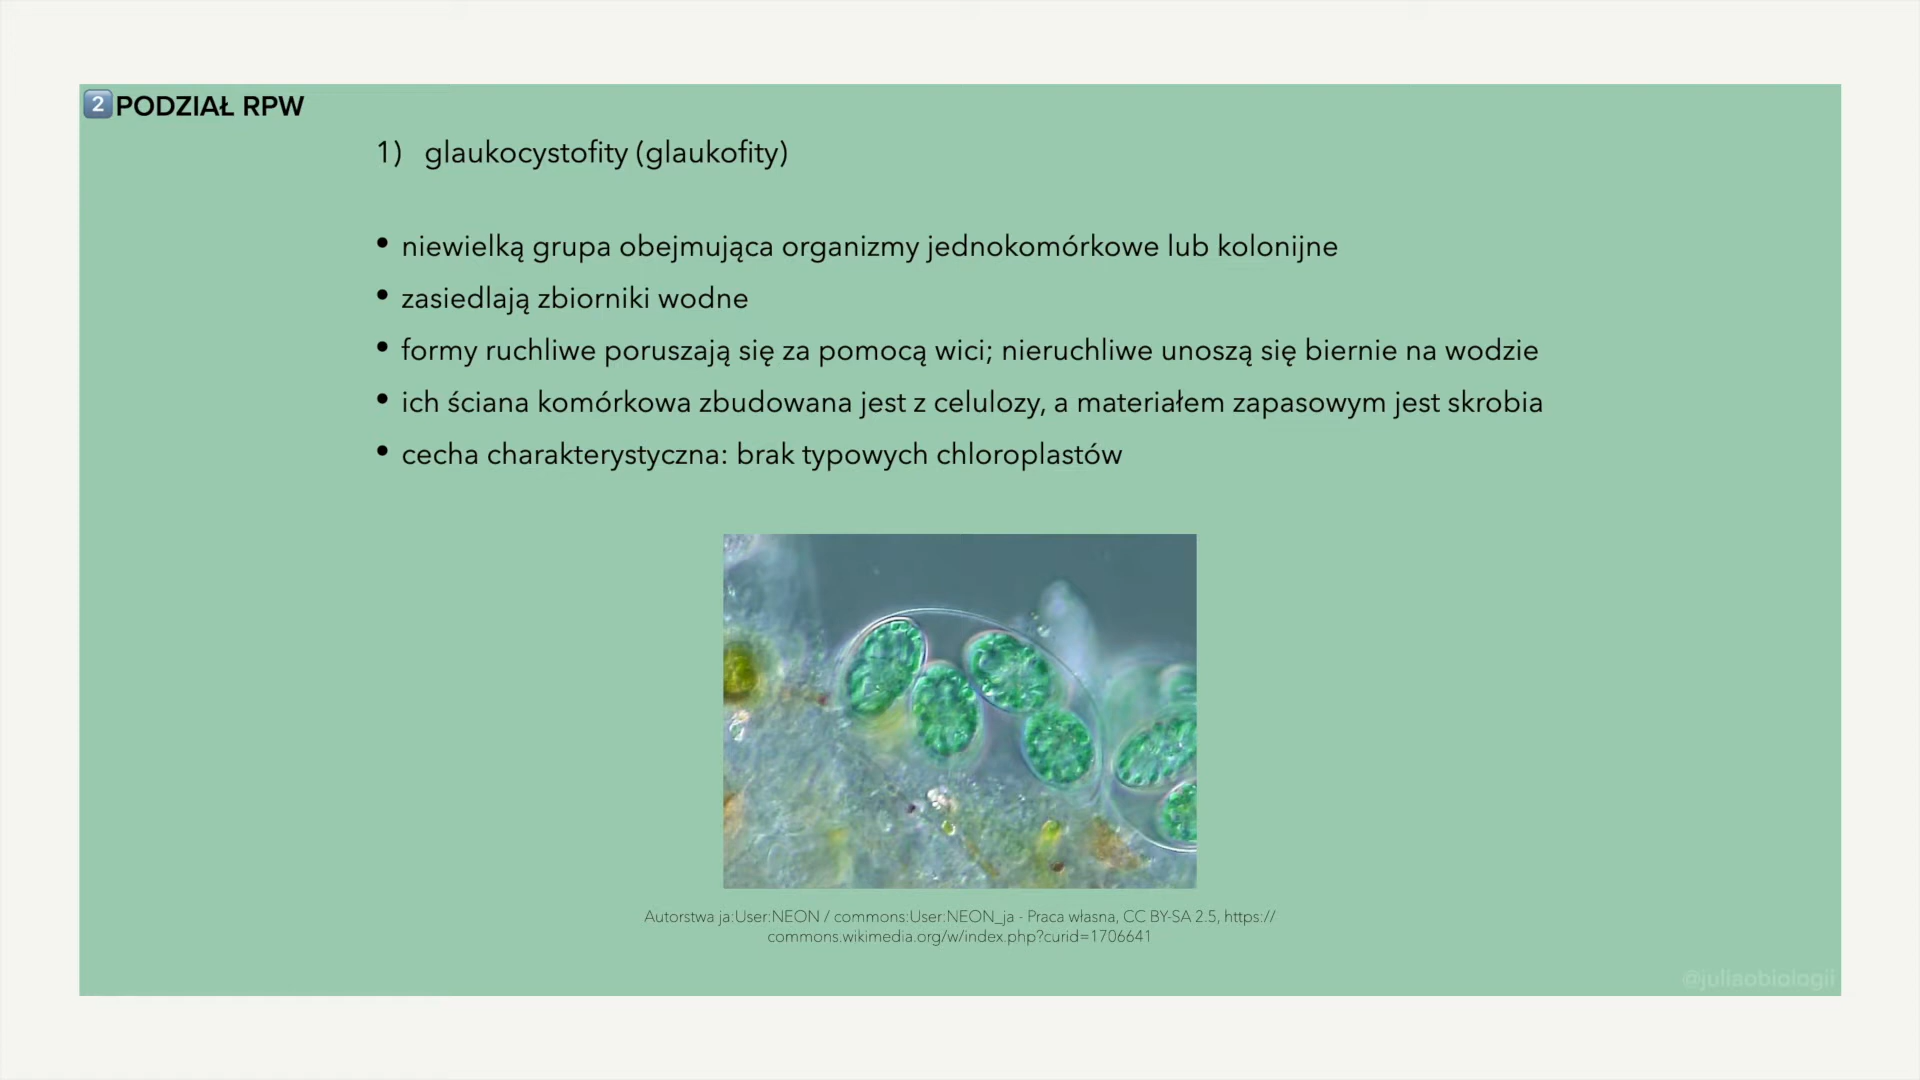 2 PODZIAŁ RPW
1) glaukocystofity (glaukofity)
• niewielką grupa obejmująca organizmy jednokomórkowe lub kolonijne
• zasiedlają zbiorniki wodne
• formy ruchliwe poruszają się za pomocą wici; nieruchliwe unoszą się biernie na wodzie
• ich ściana komórkowa zbudowana jest z celulozy, a materiałem zapasowym jest skrobia
• cecha charakterystyczna: brak typowych chloroplastów
Autorstwa ja:User:NEON / commons:User:NEON_ja - Praca własna, CC BY-SA 2.5, https://
commons.wikimedia.org/w/index.php?curid=1706641
@juliaobiologii